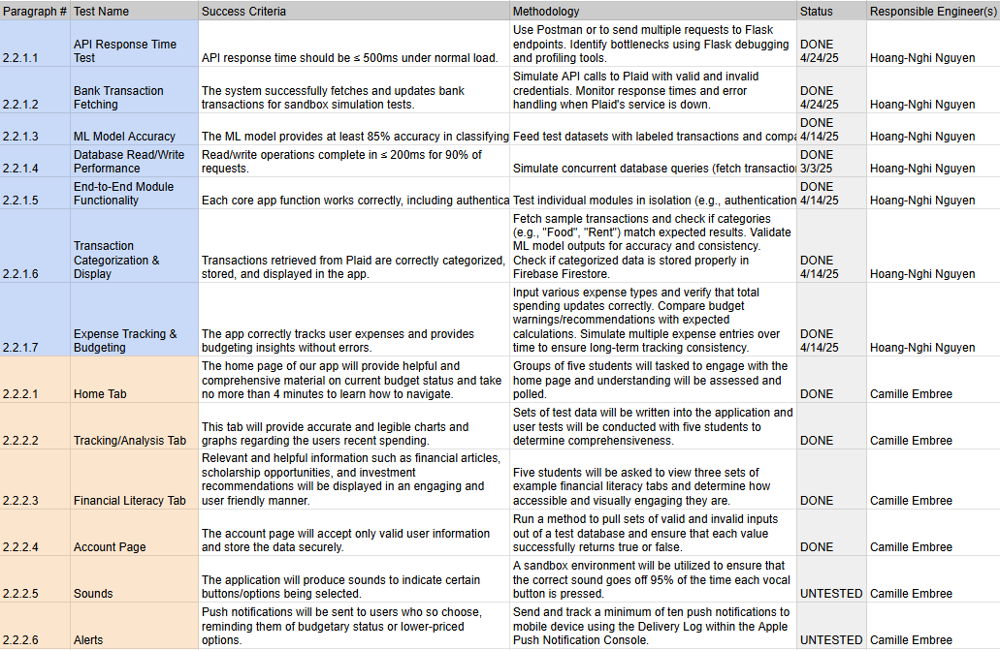 Paragraph # Test Name Success Criteria Methodology Status Responsible Engineer(s)
2.2.1.1
API Response Time
Test
API response time should be ≤ 500ms under normal load.
Use Postman or to send multiple requests to Flask
endpoints. Identify bottlenecks using Flask debugging
and profiling tools.
DONE
4/24/25
Hoang-Nghi Nguyen
2.2.1.2
Bank Transaction
Fetching
The system successfully fetches and updates bank
transactions for sandbox simulation tests.
Simulate API calls to Plaid with valid and invalid
credentials. Monitor response times and error
handling when Plaid's service is down.
DONE
4/24/25
Hoang-Nghi Nguyen
2.2.1.3
ML Model Accuracy
The ML model provides at least 85% accuracy in classifying
Feed test datasets with labeled transactions and
DONE
4/14/25
Hoang-Nghi Nguyen
2.2.1.4
Database Read/Write
Performance
Read/write operations complete in ≤ 200ms for 90% of
requests.
Simulate concurrent database queries (fetch
DONE
3/3/25
Hoang-Nghi Nguyen
2.2.1.5
End-to-End Module
Functionality
Each core app function works correctly, including
Test individual modules in isolation (e.g., authentication
DONE
4/14/25
Hoang-Nghi Nguyen
2.2.1.6
Transaction
Categorization &
Display
Transactions retrieved from Plaid are correctly categorized,
stored, and displayed in the app.
Fetch sample transactions and check if categories
(e.g., "Food", "Rent") match expected results. Validate
ML model outputs for accuracy and consistency.
Check if categorized data is stored properly in
Firebase Firestore.
DONE
4/14/25
Hoang-Nghi Nguyen
2.2.1.7
Expense Tracking &
Budgeting
The app correctly tracks user expenses and provides
budgeting insights without errors.
Input various expense types and verify that total
spending updates correctly. Compare budget
warnings/recommendations with expected
calculations. Simulate multiple expense entries over
time to ensure long-term tracking consistency.
DONE
4/14/25
Hoang-Nghi Nguyen
2.2.2.1
Home Tab
The home page of our app will provide helpful and
comprehensive material on current budget status and take
no more than 4 minutes to learn how to navigate.
Groups of five students will tasked to engage with the
home page and understanding will be assessed and
polled.
DONE
Camille Embree
2.2.2.2
Tracking/Analysis Tab
This tab will provide accurate and legible charts and
graphs regarding the users recent spending.
Sets of test data will be written into the application and
user tests will be conducted with five students to
determine comprehensiveness.
DONE
Camille Embree
2.2.2.3
Financial Literacy Tab
Relevant and helpful information such as financial articles,
scholarship opportunities, and investment
recommendations will be displayed in an engaging and
user friendly manner.
Five students will be asked to view three sets of
example financial literacy tabs and determine how
accessible and visually engaging they are.
DONE
Camille Embree
2.2.2.4
Account Page
The account page will accept only valid user information
and store the data securely.
Run a method to pull sets of valid and invalid inputs
out of a test database and ensure that each value
successfully returns true or false.
DONE
Camille Embree
2.2.2.5
Sounds
The application will produce sounds to indicate certain
buttons/options being selected.
A sandbox environment will be utilized to ensure that
the correct sound goes off 95% of the time each vocal
button is pressed.
UNTESTED
Camille Embree
2.2.2.6
Alerts
Push notifications will be sent to users who so choose,
reminding them of budgetary status or lower-priced
options.
Send and track a minimum of ten push notifications to
mobile device using the Delivery Log within the Apple
Push Notification Console.
UNTESTED
Camille Embree